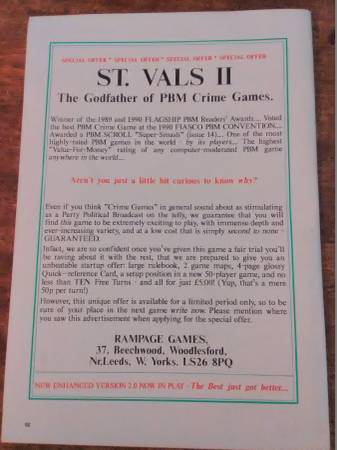 SPECIAL OFFER * SPECIAL OFFER * SPECIAL OFFER * SPECIAL OFFER
ST. VALS II
The Godfather of PBM Crime Games.
Winner of the 1989 and 1990 FLAGSHIP PBM Readers' Awards... Voted
the best PBM Crime Game at the 1990 FIASCO PBM CONVENTION...
Awarded a PBM SCROLL "Super-Smash" (issue 14)... One of the most
highly-rated PBM games in the world - by its players... The highest
"Value-For-Money" rating of any computer-moderated PBM game
anywhere in the world...
Aren't you just a little bit curious to know why?
Even if you think "Crime Games" in general sound about as stimulating
as a Party Political Broadcast on the telly, we guarantee that you will
find this game to be extremely exciting to play, with immense depth and
ever-increasing variety, and at a low cost that is simply second to none -
GUARANTEED.
Infact, we are so confident once you've given this game a fair trial you'll
be raving about it with the rest, that we are prepared to give you an
unbeatable startup offer: large rulebook, 2 game maps, 4-page glossy
Quick-reference Card, a setup position in a new 50-player game, and no
less than TEN Free Turns - and all for just £5.00! (Yup, that's a mere
50p per turn!)
However, this unique offer is available for a limited period only, so to be
sure of your place in the next game write now. Please mention where
you saw this advertisement when applying for the special offer.
RAMPAGE GAMES,
37, Beechwood, Woodlesford,
Nr.Leeds, W. Yorks. LS26 8PQ
NEW ENHANCED VERSION 2.0 NOW IN PLAY - The Best just got better...